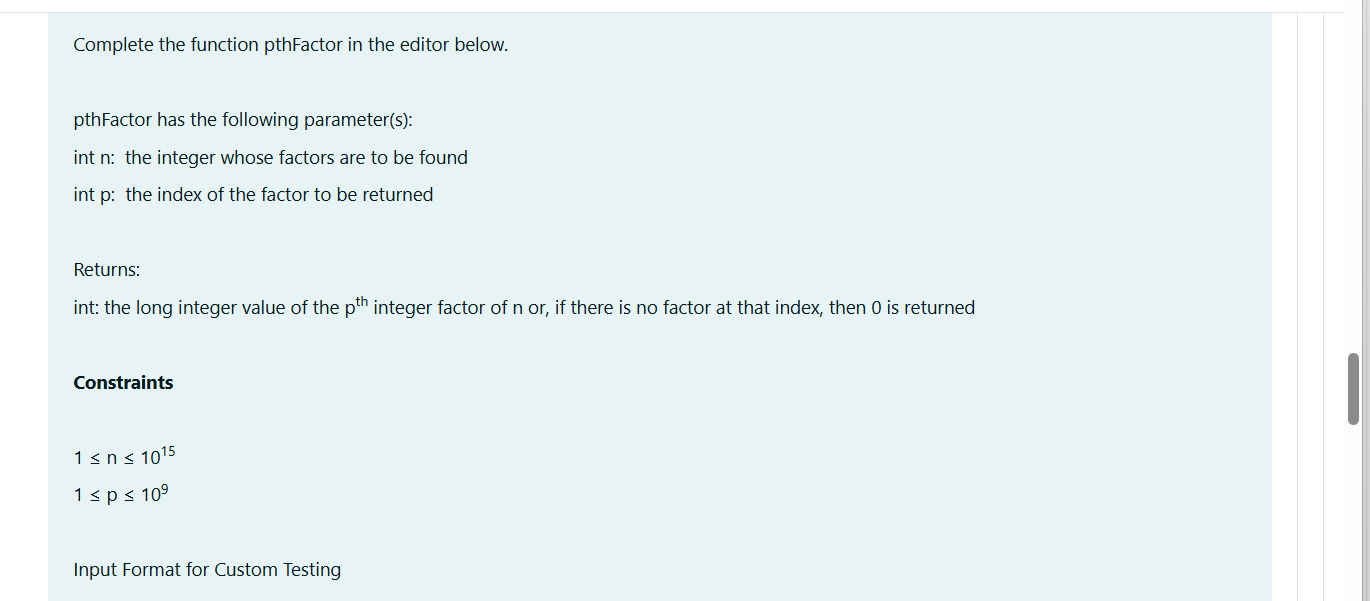 Complete the function pthFactor in the editor below.
pthFactor has the following parameter(s):
int n:  the integer whose factors are to be found
int p:  the index of the factor to be returned
Returns:
int: the long integer value of the pᵗʰ integer factor of n or, if there is no factor at that index, then 0 is returned
Constraints
1 ≤ n ≤ 10¹⁵
1 ≤ p ≤ 10⁹
Input Format for Custom Testing